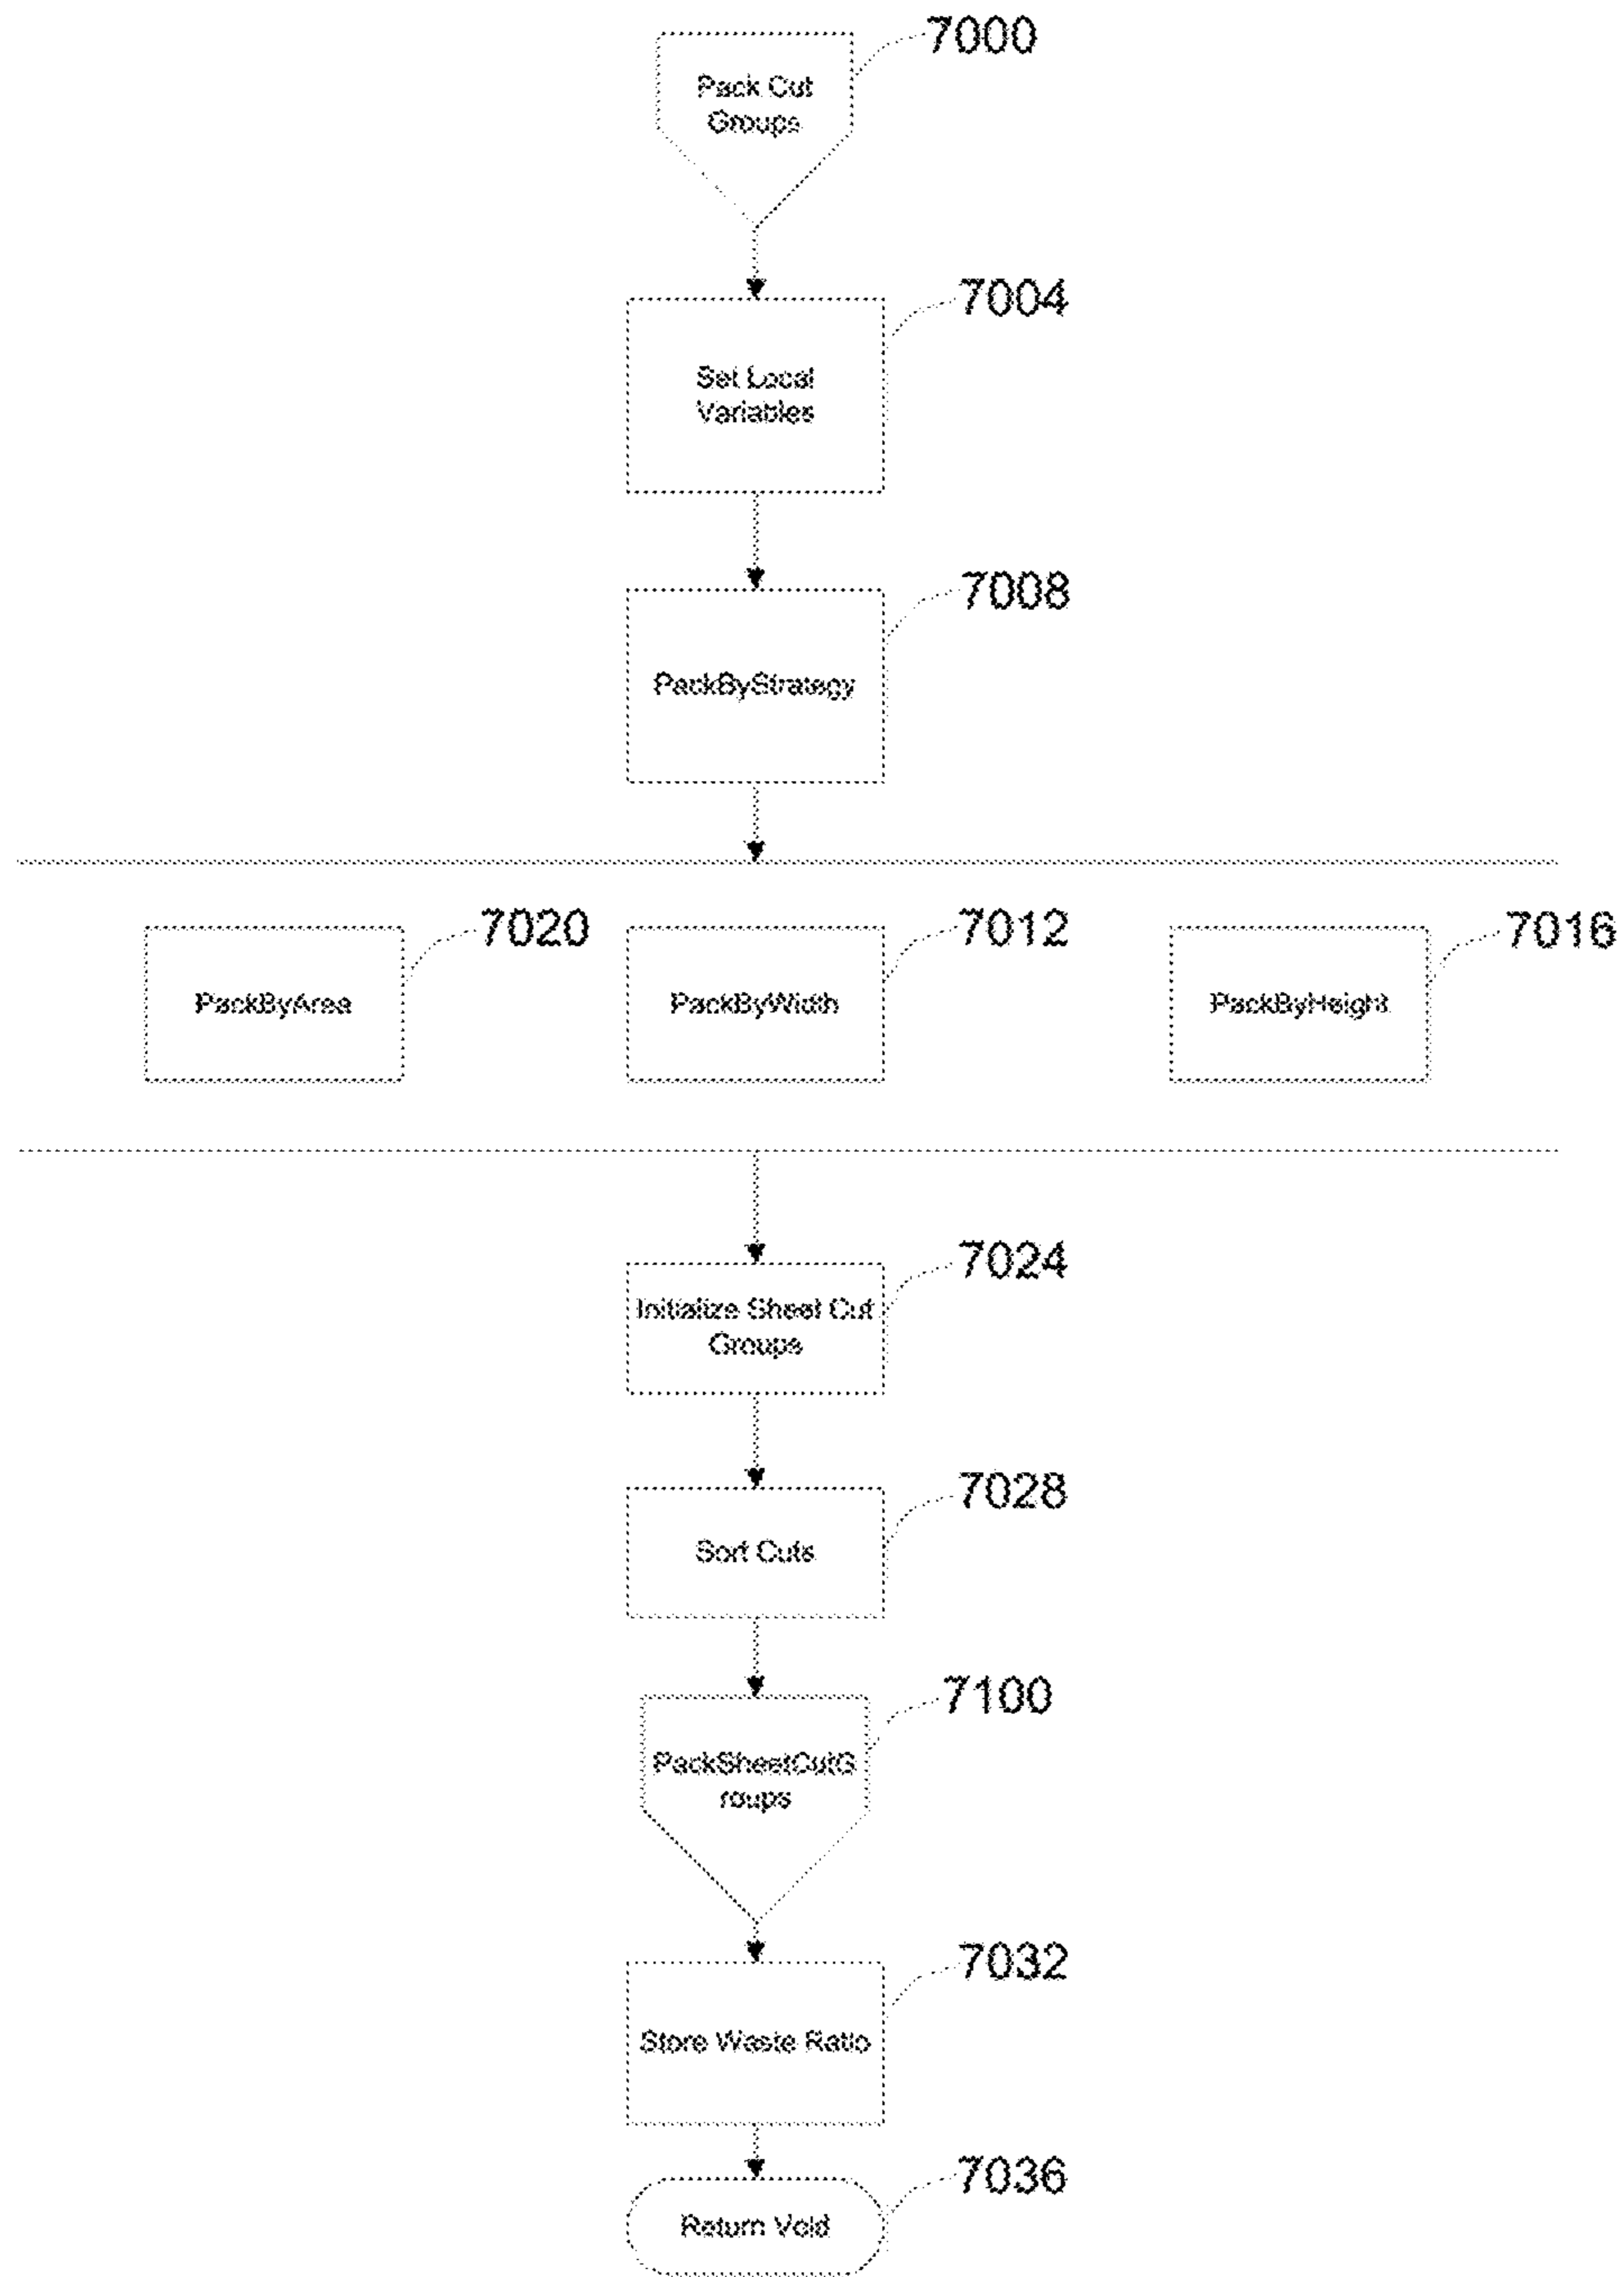 7000
Pack Cut
Groups
7004
Set Local
Variables
7008
PackByStrategy
7020
7012
7016
PackByArea
PackByWidth
PackByHeight
7024
Initialize Sheet Cut
Groups
7028
Sort Cuts
7100
PackSheetCutG
roups
7032
Store Waste Ratio
7036
Return Void